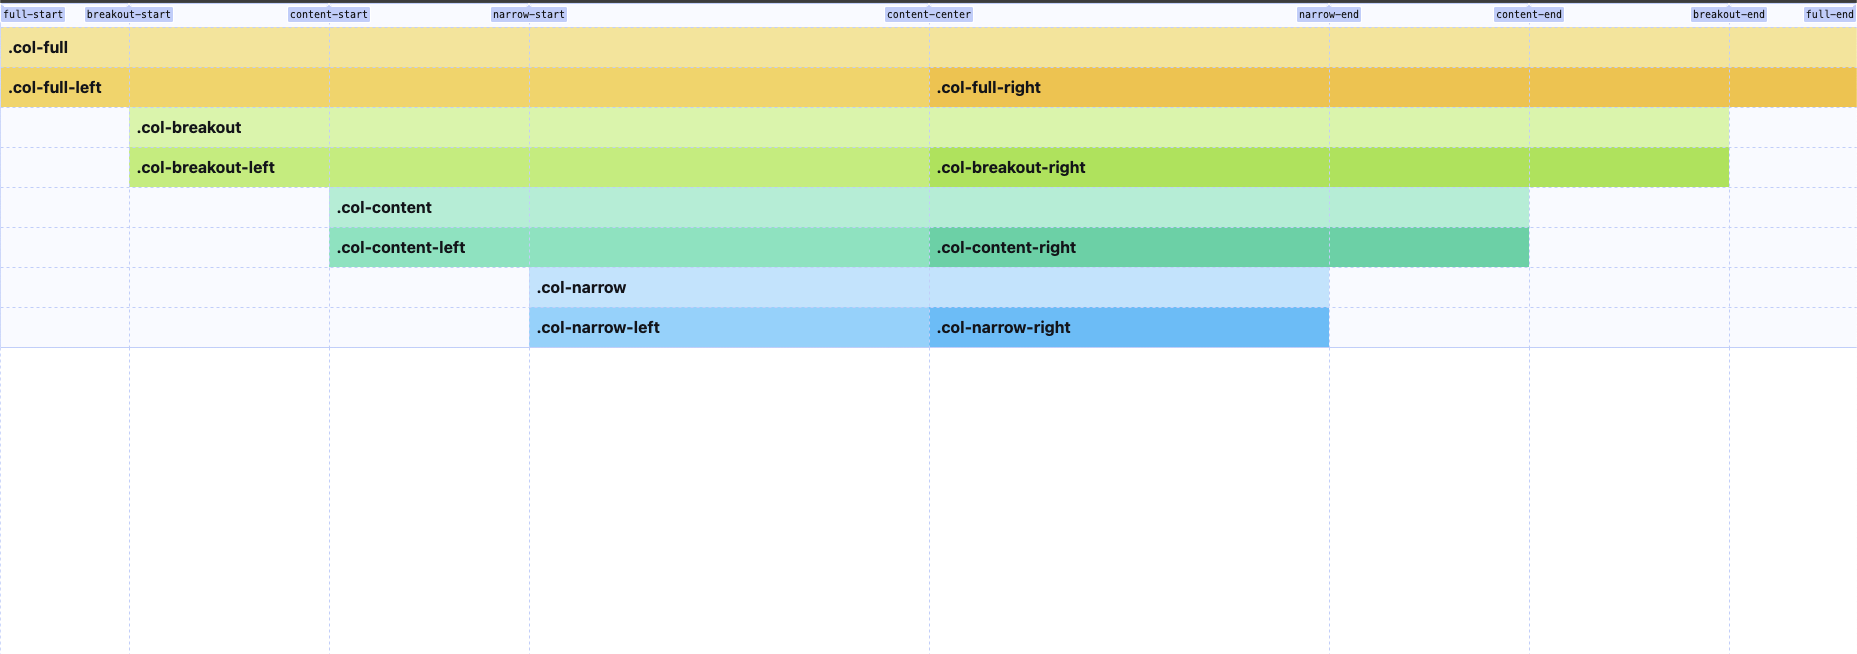 full-start breakout-start content-start narrow-start content-center narrow-end content-end breakout-end full-end
.col-full
.col-full-left .col-full-right
.col-breakout
.col-breakout-left .col-breakout-right
.col-content
.col-content-left .col-content-right
.col-narrow
.col-narrow-left .col-narrow-right